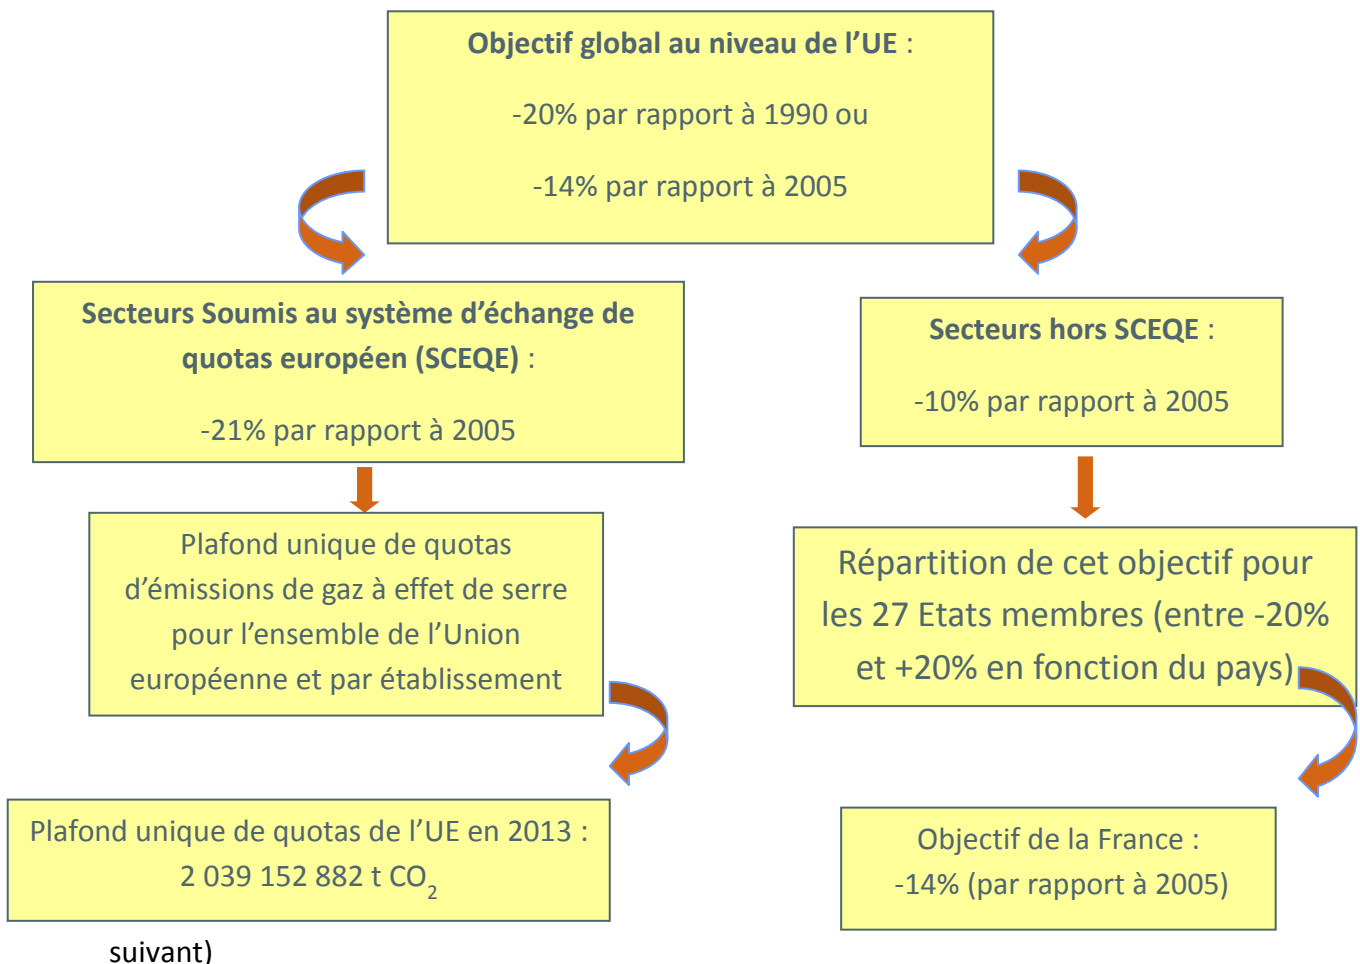 Objectif global au niveau de l’UE :
-20% par rapport à 1990 ou
-14% par rapport à 2005
Secteurs Soumis au système d’échange de
quotas européen (SCEQE) :
-21% par rapport à 2005
Secteurs hors SCEQE :
-10% par rapport à 2005
Plafond unique de quotas
d’émissions de gaz à effet de serre
pour l’ensemble de l’Union
européenne et par établissement
Répartition de cet objectif pour
les 27 Etats membres (entre -20%
et +20% en fonction du pays)
Plafond unique de quotas de l’UE en 2013 :
2 039 152 882 t CO₂
Objectif de la France :
-14% (par rapport à 2005)
suivant)